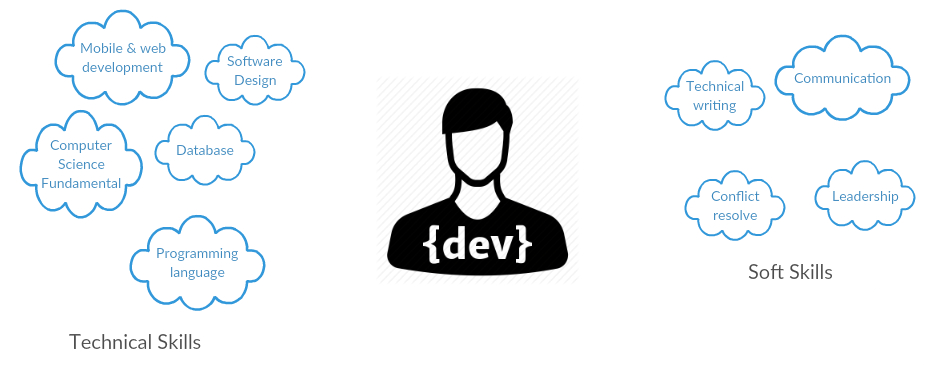 Mobile & web
development
Software
Design
Computer
Science
Fundamental
Database
Programming
language
Technical Skills
{dev}
Technical
writing
Communication
Conflict
resolve
Leadership
Soft Skills